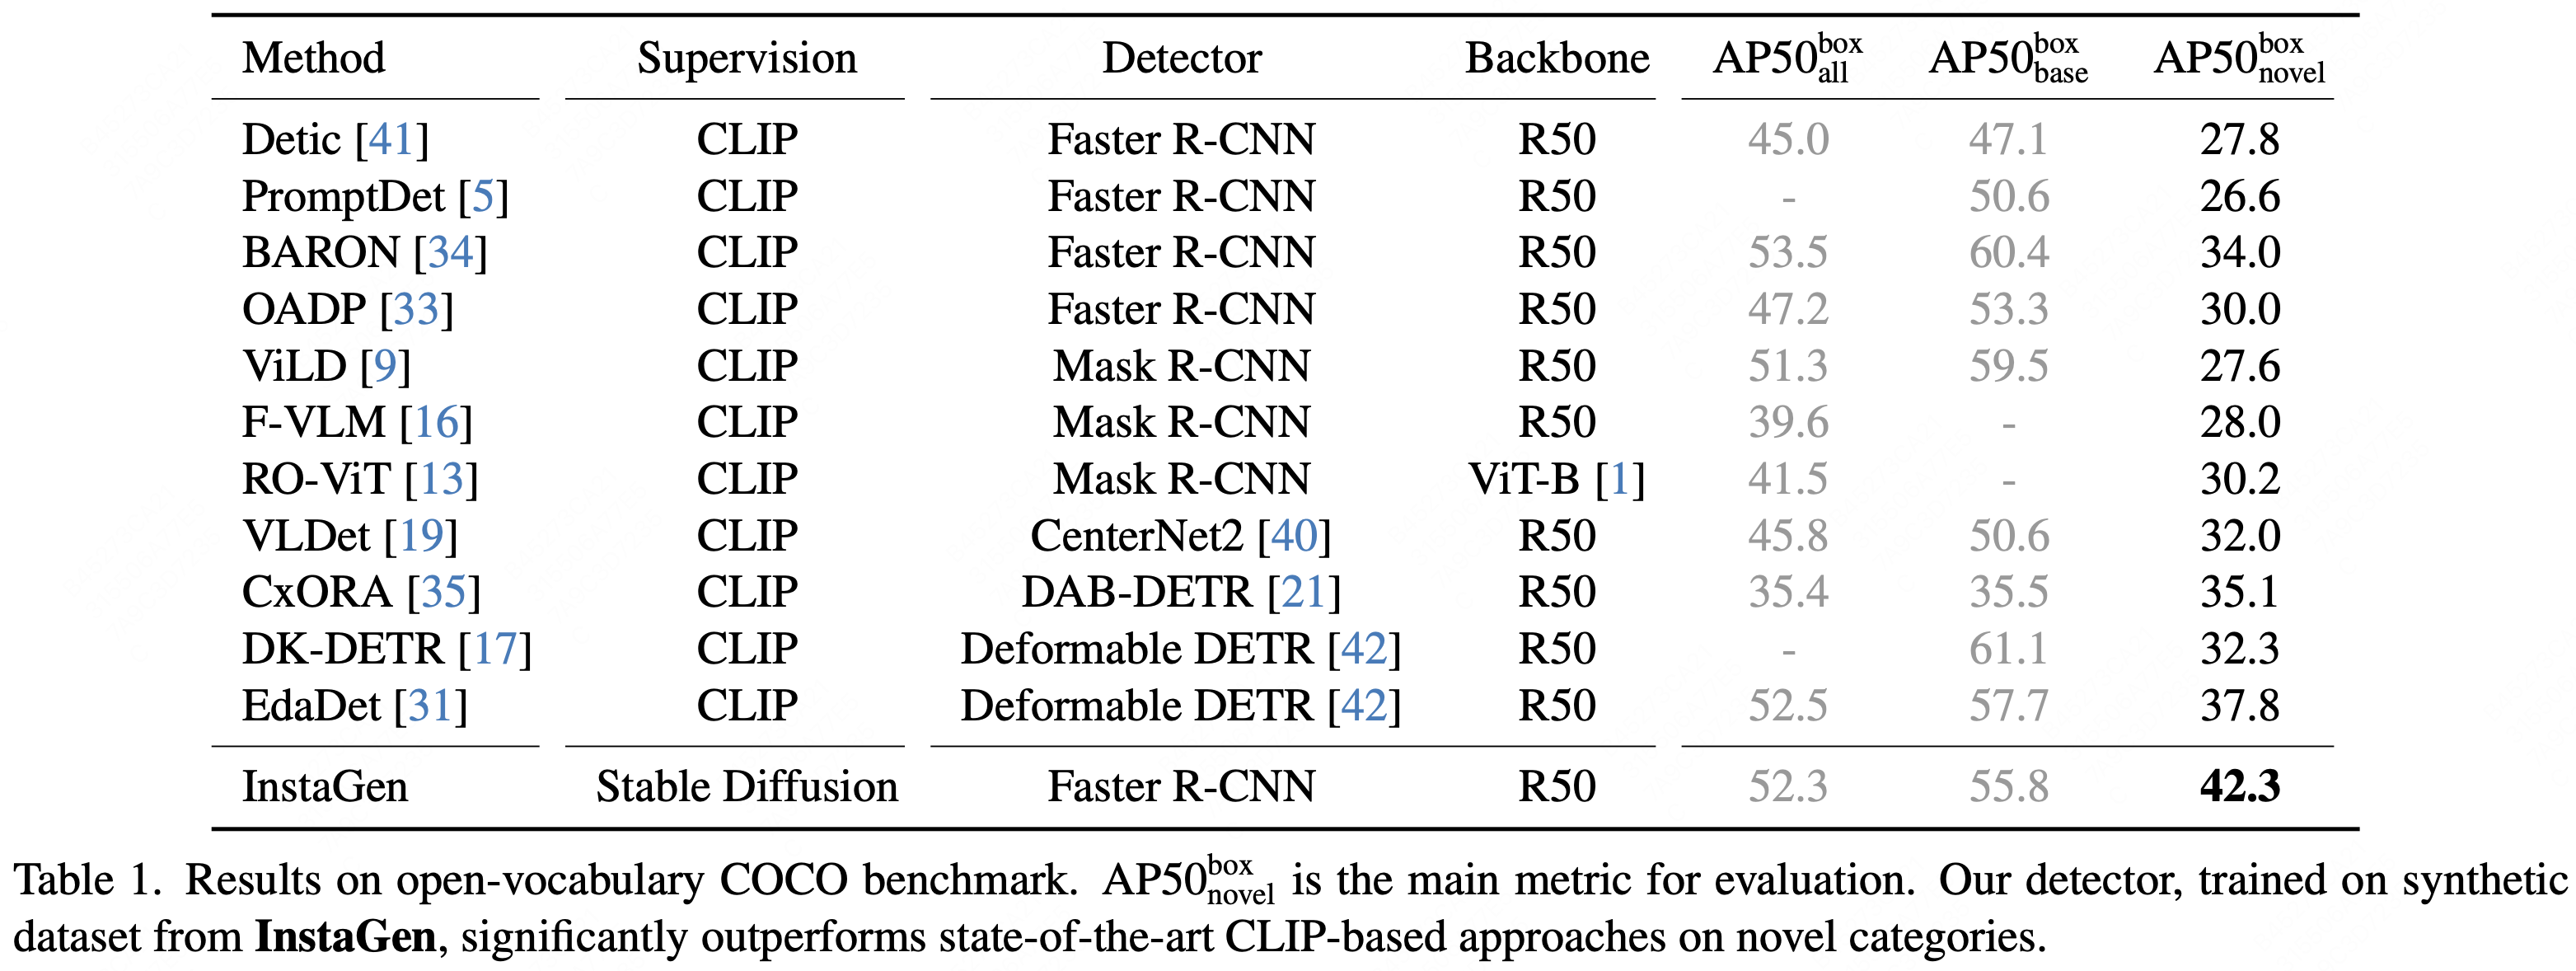 Method Supervision Detector Backbone AP50^box_all AP50^box_base AP50^box_novel
Detic [41] CLIP Faster R-CNN R50 45.0 47.1 27.8
PromptDet [5] CLIP Faster R-CNN R50 - 50.6 26.6
BARON [34] CLIP Faster R-CNN R50 53.5 60.4 34.0
OADP [33] CLIP Faster R-CNN R50 47.2 53.3 30.0
ViLD [9] CLIP Mask R-CNN R50 51.3 59.5 27.6
F-VLM [16] CLIP Mask R-CNN R50 39.6 - 28.0
RO-ViT [13] CLIP Mask R-CNN ViT-B [1] 41.5 - 30.2
VLDet [19] CLIP CenterNet2 [40] R50 45.8 50.6 32.0
CxORA [35] CLIP DAB-DETR [21] R50 35.4 35.5 35.1
DK-DETR [17] CLIP Deformable DETR [42] R50 - 61.1 32.3
EdaDet [31] CLIP Deformable DETR [42] R50 52.5 57.7 37.8
InstaGen Stable Diffusion Faster R-CNN R50 52.3 55.8 42.3
Table 1. Results on open-vocabulary COCO benchmark. AP50^box_novel is the main metric for evaluation. Our detector, trained on synthetic
dataset from InstaGen, significantly outperforms state-of-the-art CLIP-based approaches on novel categories.